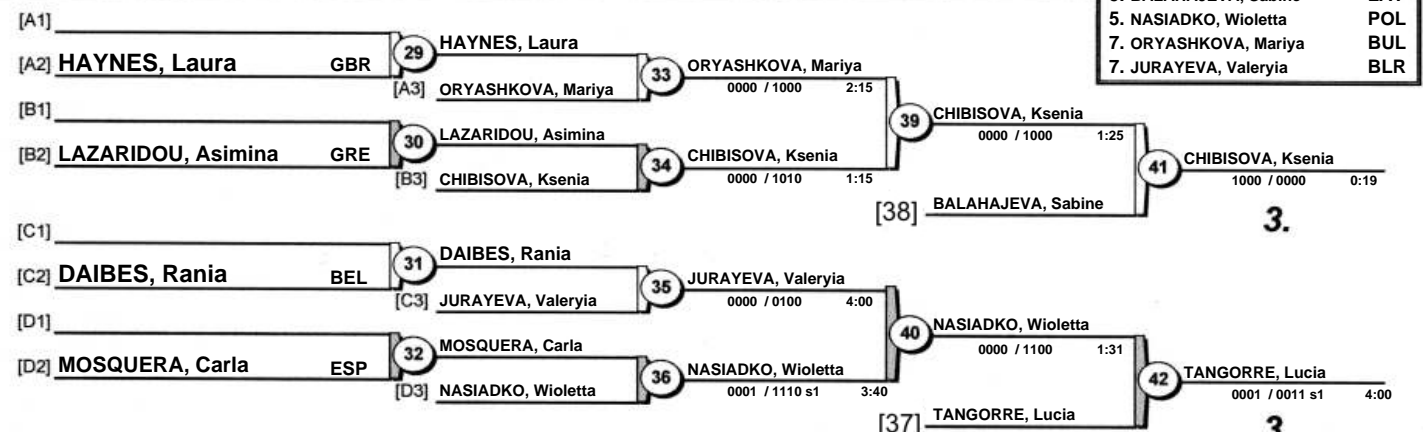 5. NASIADKO, Wioletta POL
7. ORYASHKOVA, Mariya BUL
7. JURAYEVA, Valeryia BLR
[A1]
[A2] HAYNES, Laura GBR
29
HAYNES, Laura
[A3] ORYASHKOVA, Mariya
33
ORYASHKOVA, Mariya
0000 / 1000 2:15
[B1]
[B2] LAZARIDOU, Asimina GRE
30
LAZARIDOU, Asimina
[B3] CHIBISOVA, Ksenia
34
CHIBISOVA, Ksenia
0000 / 1010 1:15
39
CHIBISOVA, Ksenia
0000 / 1000 1:25
[38] BALAHAJEVA, Sabine
41
CHIBISOVA, Ksenia
1000 / 0000 0:19
3.
[C1]
[C2] DAIBES, Rania BEL
31
DAIBES, Rania
[C3] JURAYEVA, Valeryia
35
JURAYEVA, Valeryia
0000 / 0100 4:00
[D1]
[D2] MOSQUERA, Carla ESP
32
MOSQUERA, Carla
[D3] NASIADKO, Wioletta
36
NASIADKO, Wioletta
0001 / 1110 s1 3:40
40
NASIADKO, Wioletta
0000 / 1100 1:31
[37] TANGORRE, Lucia
42
TANGORRE, Lucia
0001 / 0011 s1 4:00
3.